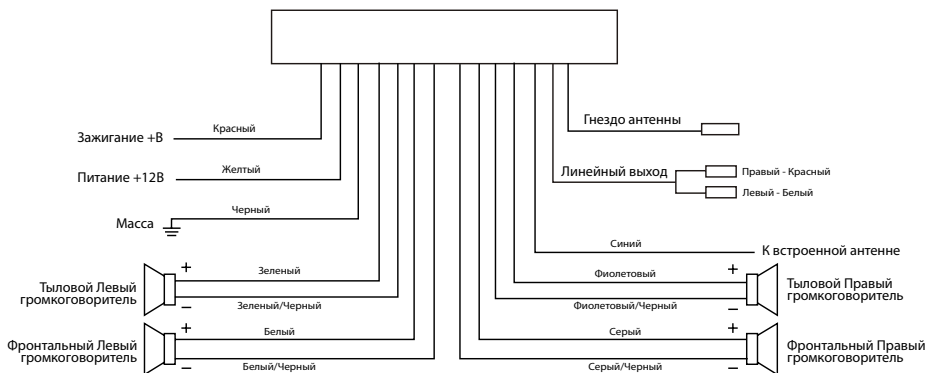 Гнездо антенны
Красный
Зажигание +В
Линейный выход
Правый - Красный
Левый - Белый
Желтый
Питание +12В
Черный
Масса
Синий
К встроенной антенне
Зеленый
+
Тыловой Левый
громкоговоритель
Зеленый/Черный
–
Фиолетовый
+
Тыловой Правый
громкоговоритель
Фиолетовый/Черный
–
Белый
+
Фронтальный Левый
громкоговоритель
Белый/Черный
–
Серый
+
Фронтальный Правый
громкоговоритель
Серый/Черный
–